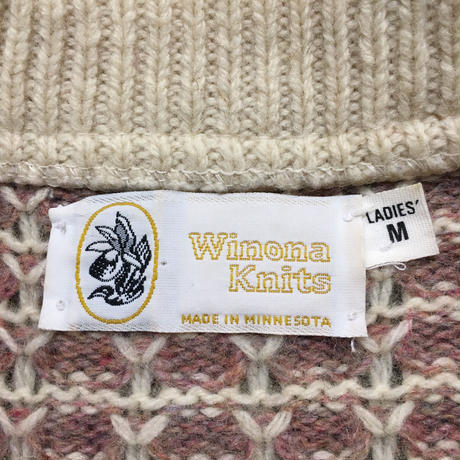 Winona
Knits
MADE IN MINNESOTA
LADIES'
M